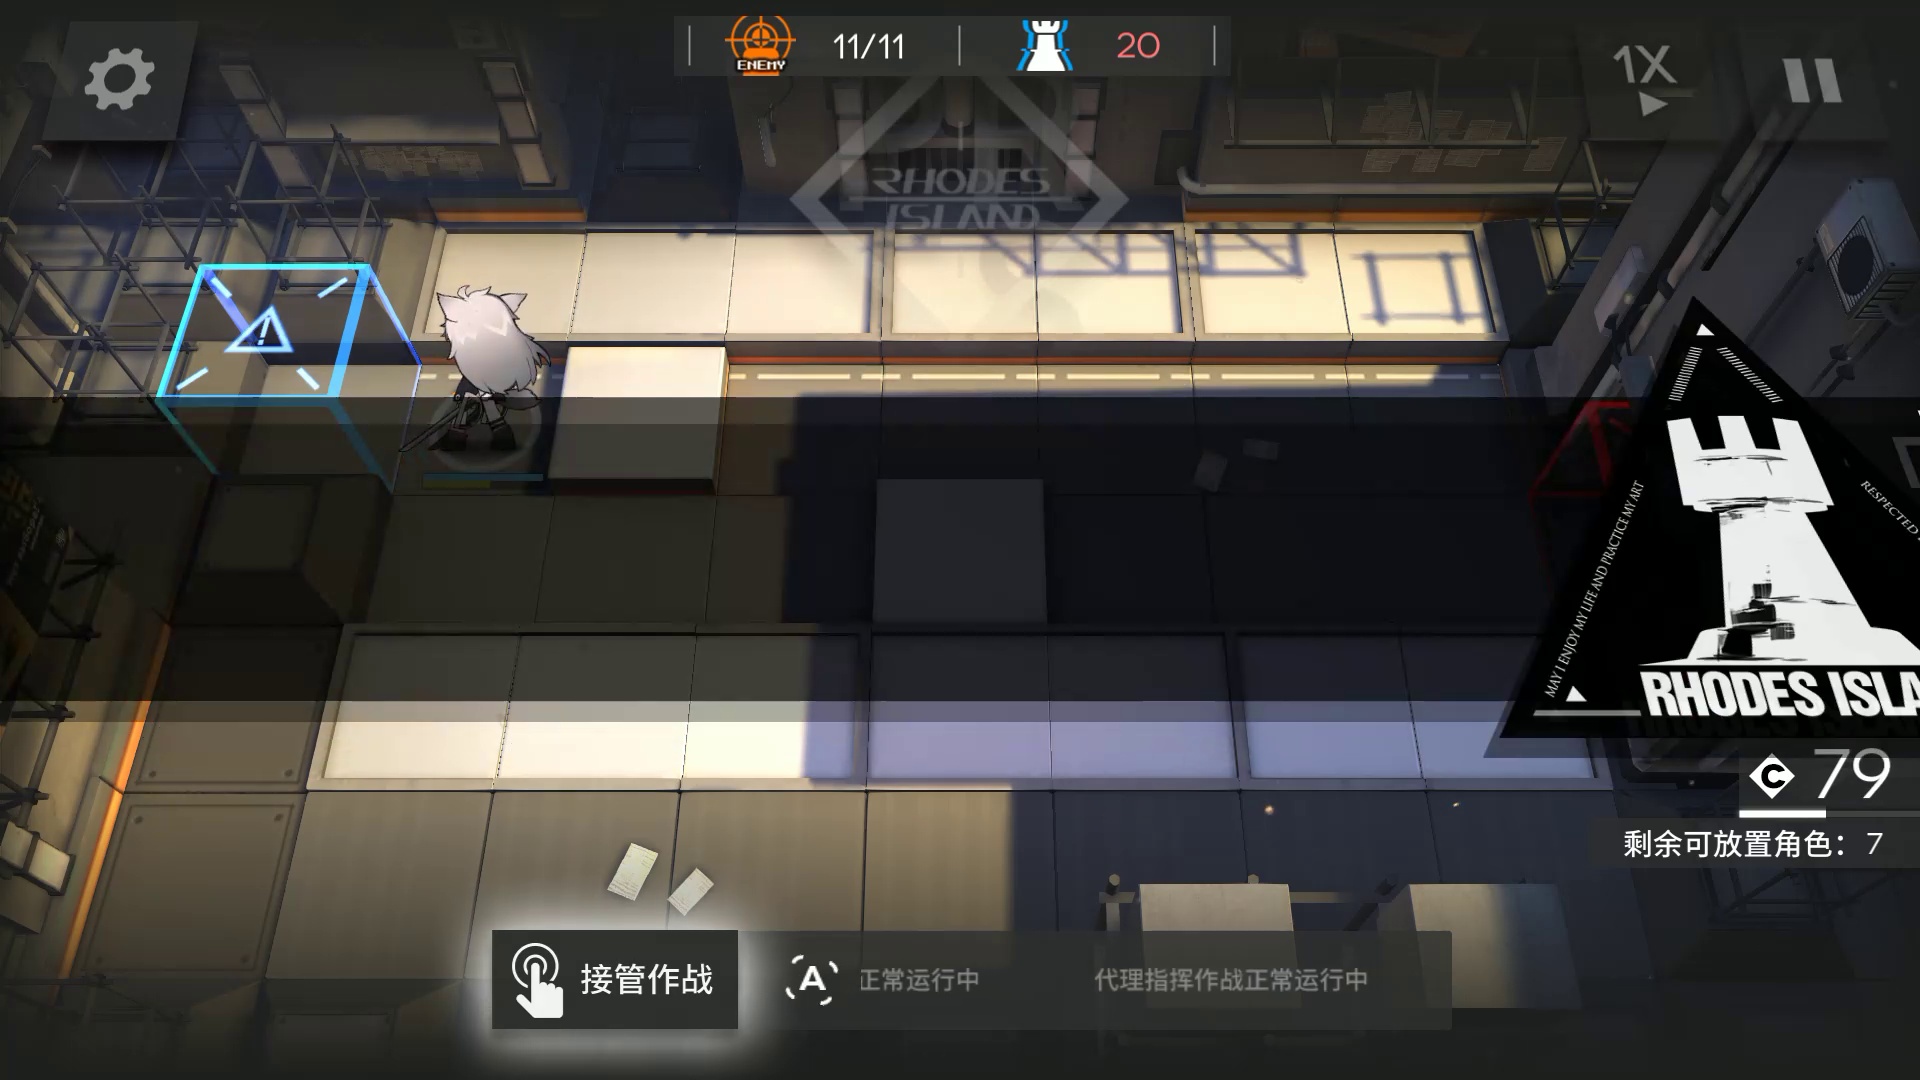 ENEMY
11/11
20
1X
RHODES
ISLAND
MAY I ENJOY MY LIFE AND PRACTICE MY ART
RESPECTED
RHODES ISLA
C 79
剩余可放置角色：7
接管作战
A
正常运行中
代理指挥作战正常运行中